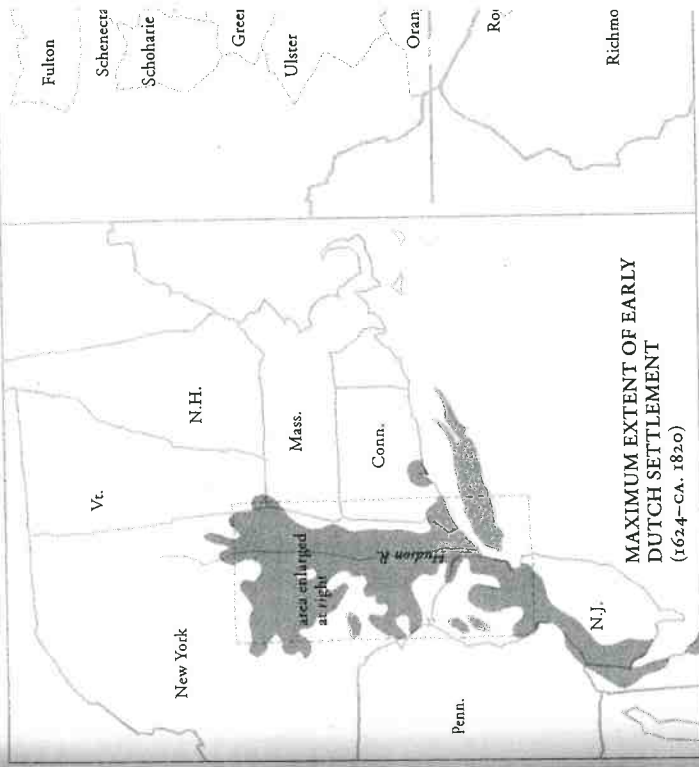 Vt.
N.H.
New York
Mass.
Conn.
area enlarged
at right
Hudson R.
Penn.
N.J.
MAXIMUM EXTENT OF EARLY
DUTCH SETTLEMENT
(1624–CA. 1820)
Fulton
Schenecta
Schoharie
Green
Ulster
Oran
Ro
Richmo